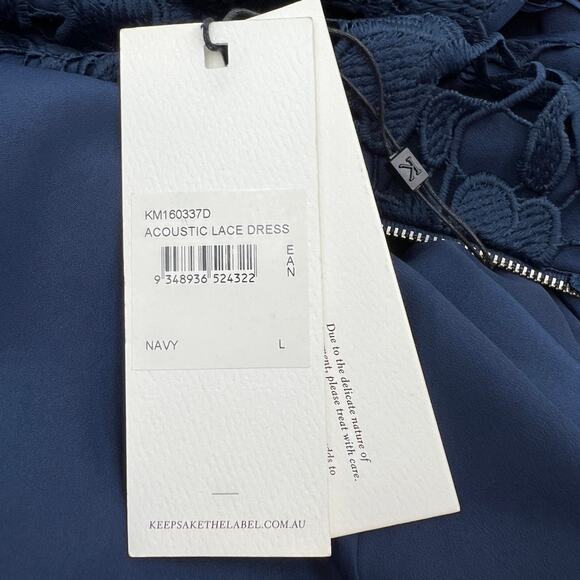 KM160337D
ACOUSTIC LACE DRESS
EAN
9 348936 524322
NAVY L
KEEPSAKETHELABEL.COM.AU
K
Due to the delicate nature of
please treat with care.
to